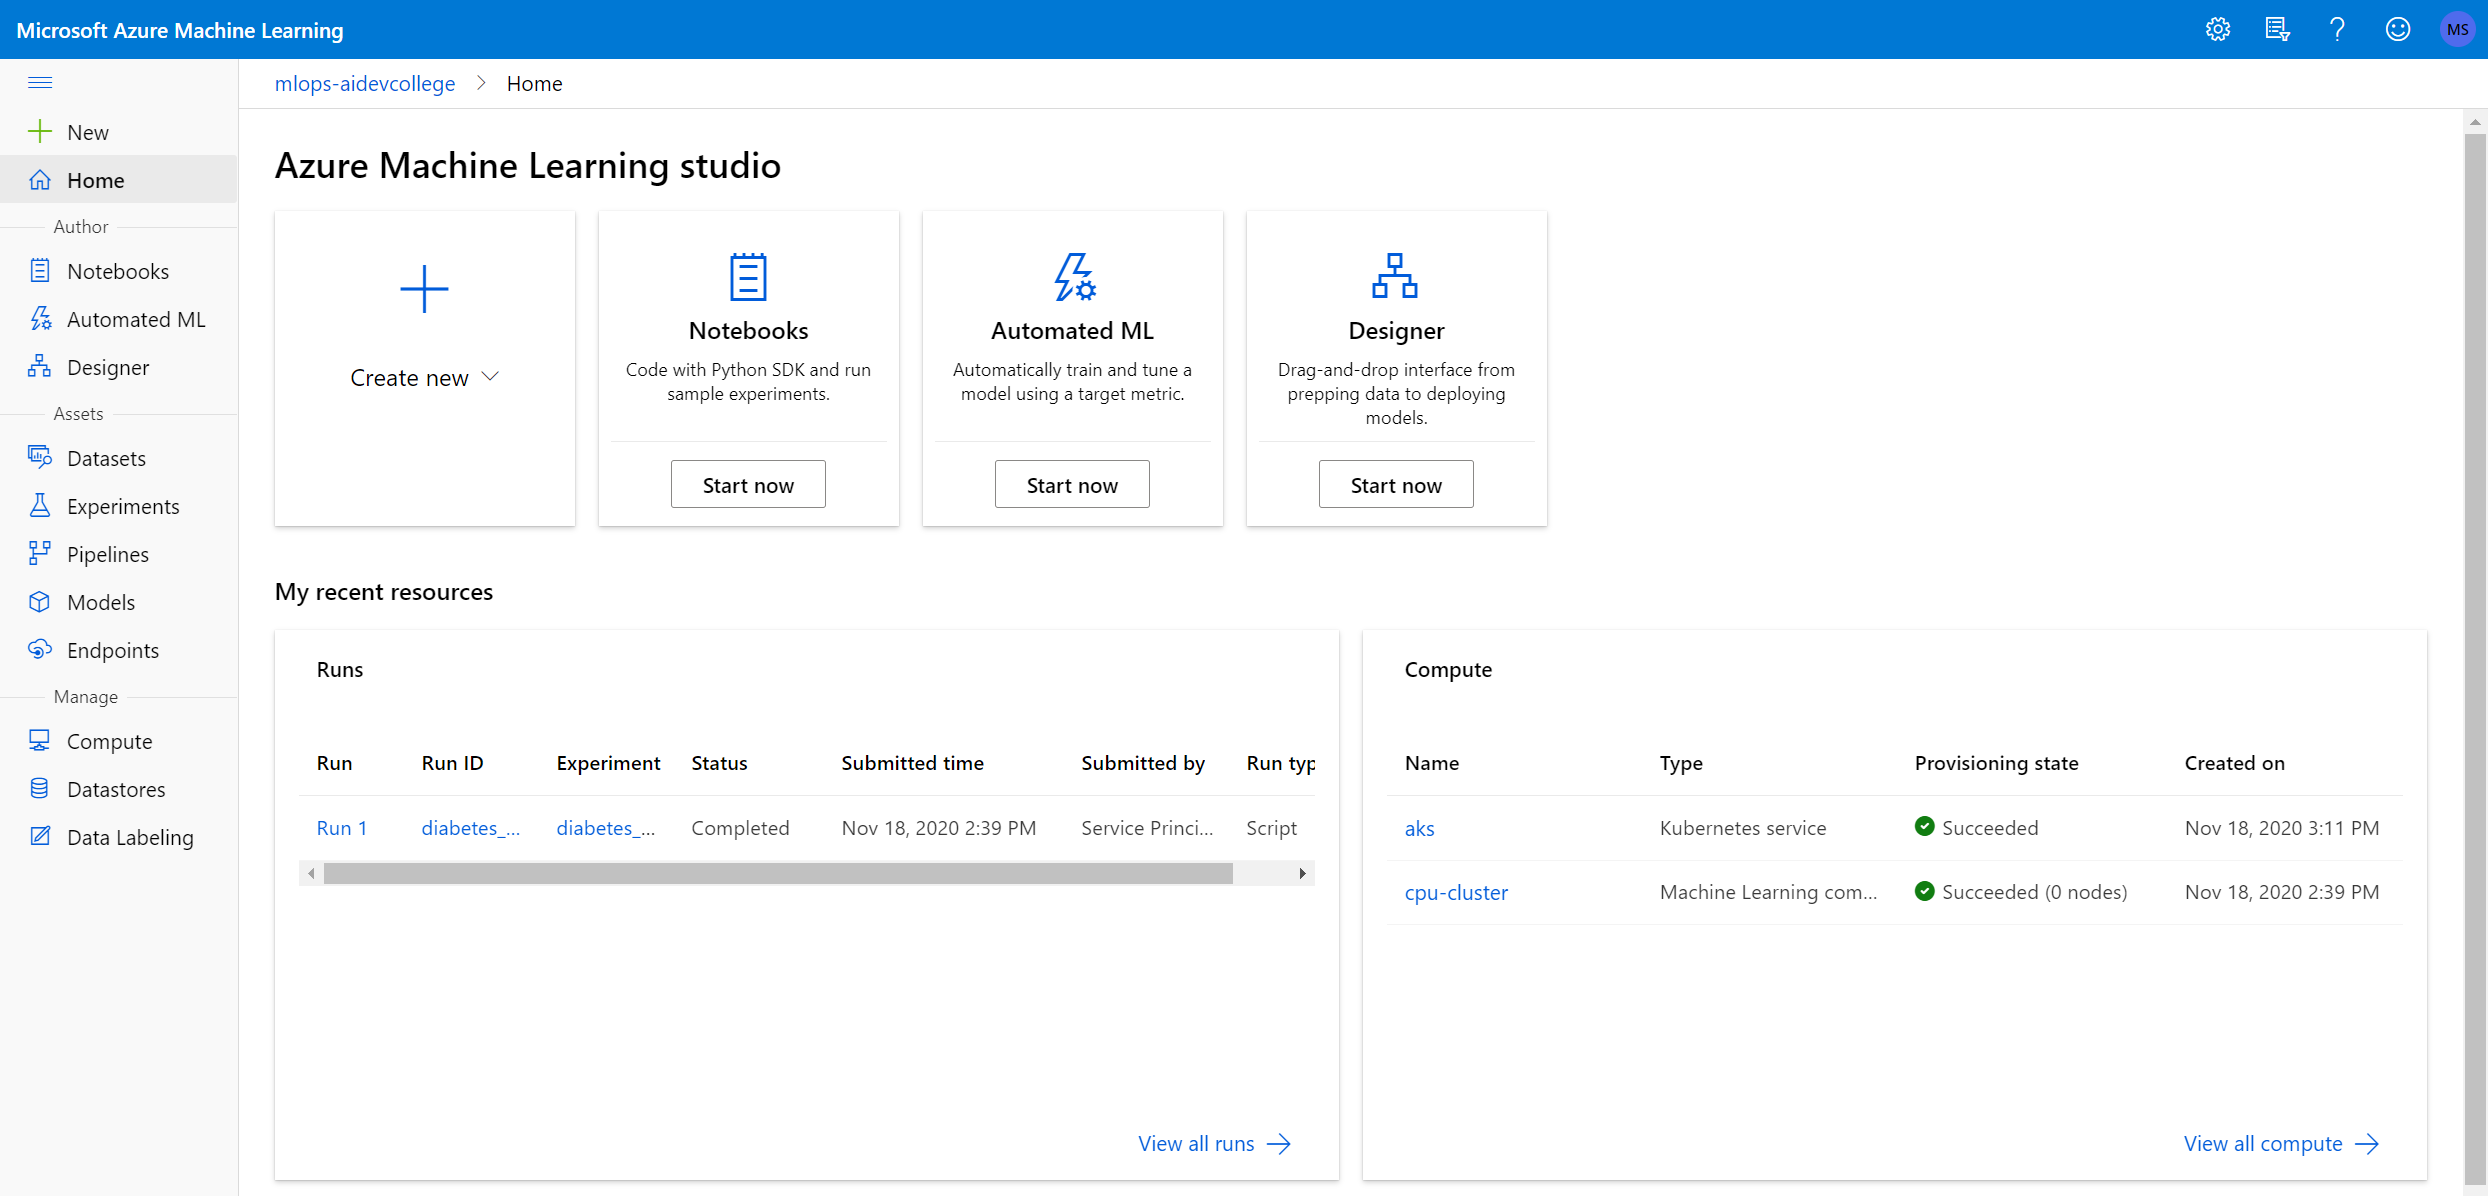 Microsoft Azure Machine Learning
MS
mlops-aidevcollege > Home
New
Home
Author
Notebooks
Automated ML
Designer
Assets
Datasets
Experiments
Pipelines
Models
Endpoints
Manage
Compute
Datastores
Data Labeling
Azure Machine Learning studio
Create new
Notebooks
Code with Python SDK and run
sample experiments.
Start now
Automated ML
Automatically train and tune a
model using a target metric.
Start now
Designer
Drag-and-drop interface from
prepping data to deploying
models.
Start now
My recent resources
Runs
Run Run ID Experiment Status Submitted time Submitted by Run typ
Run 1 diabetes_... diabetes_... Completed Nov 18, 2020 2:39 PM Service Princi... Script
View all runs
Compute
Name Type Provisioning state Created on
aks Kubernetes service Succeeded Nov 18, 2020 3:11 PM
cpu-cluster Machine Learning com... Succeeded (0 nodes) Nov 18, 2020 2:39 PM
View all compute